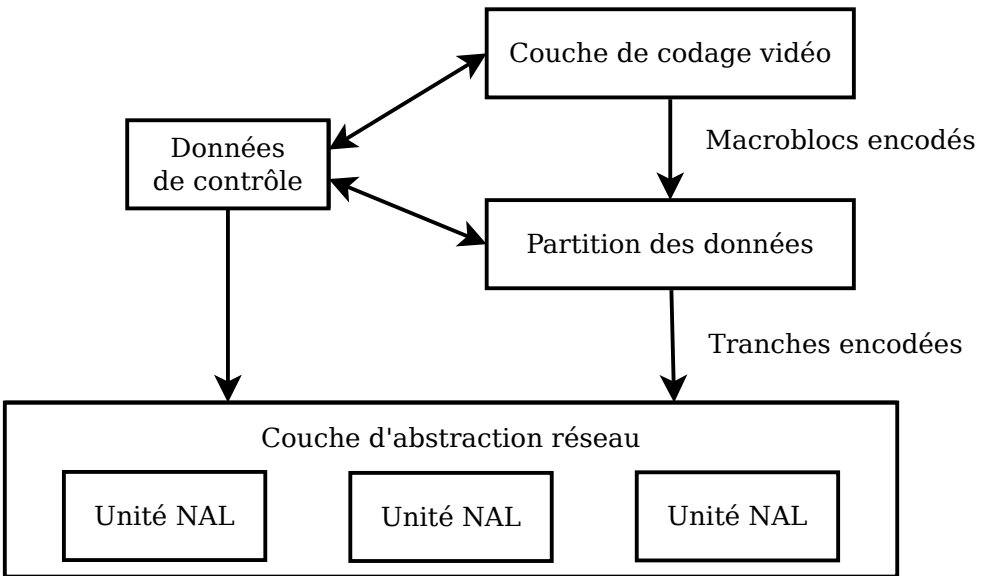 Couche de codage vidéo
Macroblocs encodés
Données
de contrôle
Partition des données
Tranches encodées
Couche d'abstraction réseau
Unité NAL
Unité NAL
Unité NAL